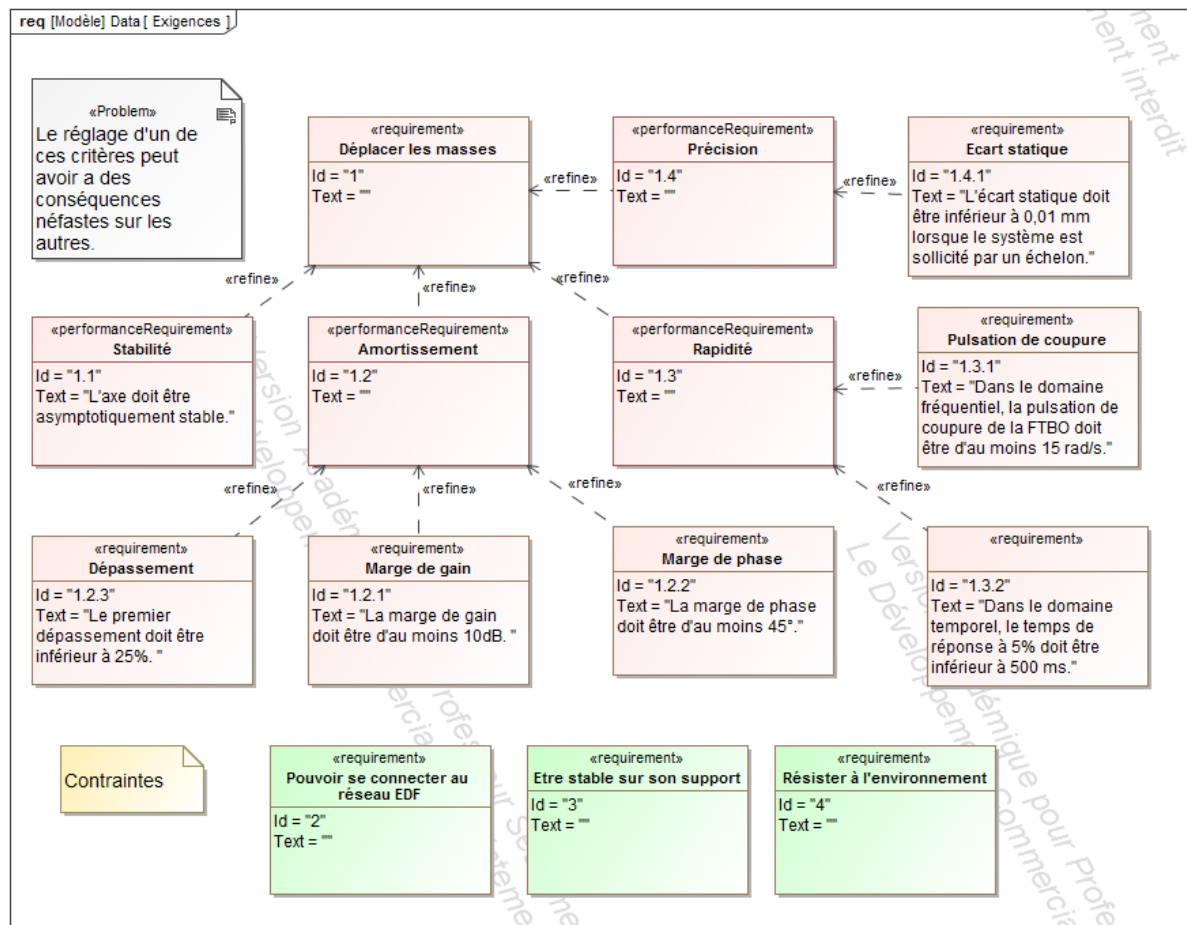 req [Modèle] Data [ Exigences ]
«Problem»
Le réglage d'un de
ces critères peut
avoir a des
conséquences
néfastes sur les
autres.
«requirement»
Déplacer les masses
Id = "1"
Text = ""
«refine»
«performanceRequirement»
Précision
Id = "1.4"
Text = ""
«refine»
«requirement»
Ecart statique
Id = "1.4.1"
Text = "L'écart statique doit
être inférieur à 0,01 mm
lorsque le système est
sollicité par un échelon."
«refine»
«refine»
«refine»
«performanceRequirement»
Stabilité
Id = "1.1"
Text = "L'axe doit être
asymptotiquement stable."
«performanceRequirement»
Amortissement
Id = "1.2"
Text = ""
«performanceRequirement»
Rapidité
Id = "1.3"
Text = ""
«refine»
«requirement»
Pulsation de coupure
Id = "1.3.1"
Text = "Dans le domaine
fréquentiel, la pulsation de
coupure de la FTBO doit
être d'au moins 15 rad/s."
«refine»
«refine»
«refine»
«refine»
«requirement»
Dépassement
Id = "1.2.3"
Text = "Le premier
dépassement doit être
inférieur à 25%. "
«requirement»
Marge de gain
Id = "1.2.1"
Text = "La marge de gain
doit être d'au moins 10dB. "
«requirement»
Marge de phase
Id = "1.2.2"
Text = "La marge de phase
doit être d'au moins 45°."
«requirement»
Id = "1.3.2"
Text = "Dans le domaine
temporel, le temps de
réponse à 5% doit être
inférieur à 500 ms."
Contraintes
«requirement»
Pouvoir se connecter au
réseau EDF
Id = "2"
Text = ""
«requirement»
Etre stable sur son support
Id = "3"
Text = ""
«requirement»
Résister à l'environnement
Id = "4"
Text = ""